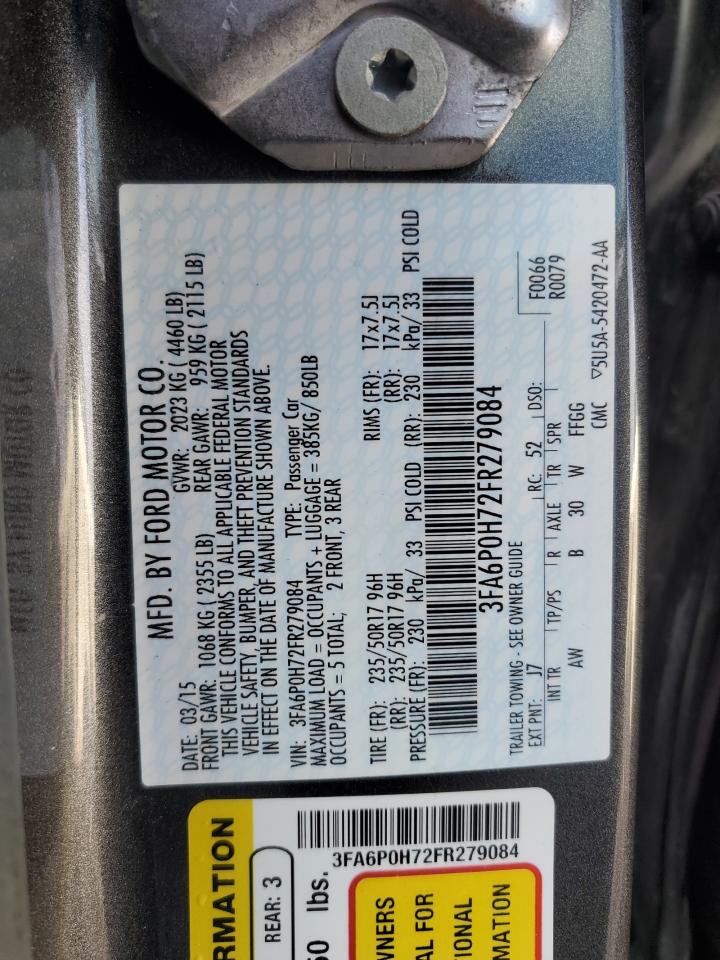 MFD. BY FORD MOTOR CO.
DATE: 03/15 GVWR: 2023 KG ( 4460 LB)
FRONT GAWR: 1068 KG ( 2355 LB) REAR GAWR: 959 KG ( 2115 LB)
THIS VEHICLE CONFORMS TO ALL APPLICABLE FEDERAL MOTOR
VEHICLE SAFETY, BUMPER, AND THEFT PREVENTION STANDARDS
IN EFFECT ON THE DATE OF MANUFACTURE SHOWN ABOVE.
VIN: 3FA6P0H72FR279084 TYPE: Passenger Car
MAXIMUM LOAD = OCCUPANTS + LUGGAGE = 385KG/ 850LB
OCCUPANTS = 5 TOTAL; 2 FRONT, 3 REAR
TIRE (FR): 235/50R17 96H RIMS (FR): 17x7.5J
(RR): 235/50R17 96H (RR): 17x7.5J
PRESSURE (FR): 230 kPa/ 33 PSI COLD (RR): 230 kPa/ 33 PSI COLD
3FA6P0H72FR279084
F0066
R0079
TRAILER TOWING - SEE OWNER GUIDE
EXT PNT: J7 RC: 52 DSO:
INT TR TP/PS R AXLE TR SPR
AW B 30 W FFGG
CMC ▽5U5A-5420472-AA
RMATION
REAR: 3
50 lbs.
3FA6P0H72FR279084
WNERS
AL FOR
TIONAL
MATION